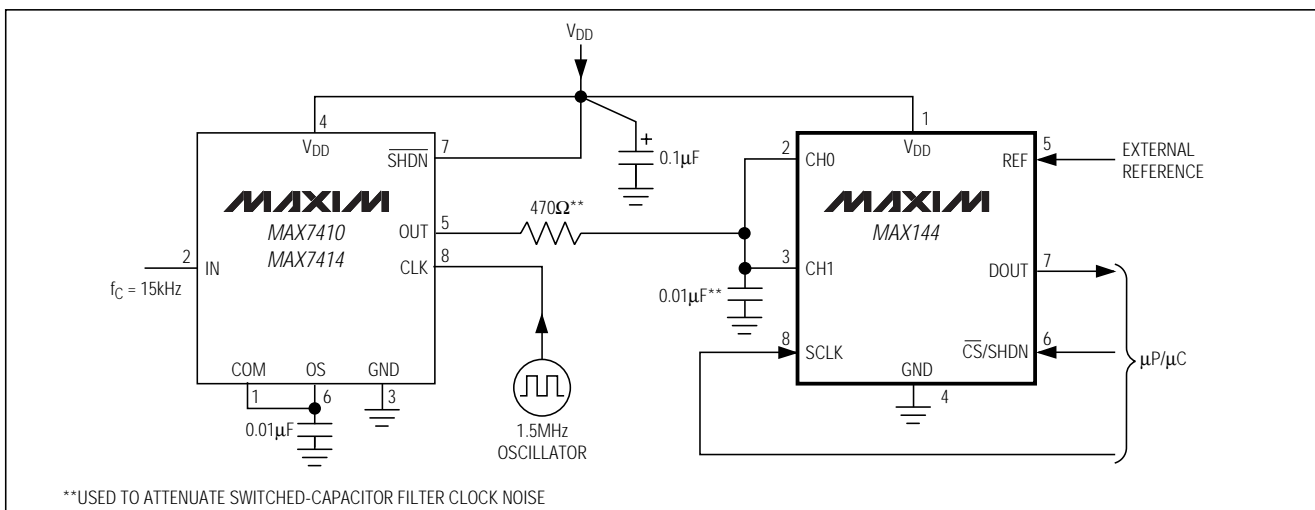 V_DD
4
V_DD
SHDN
7
+
0.1µF
MAXIM
MAX7410
MAX7414
2
IN
f_C = 15kHz
OUT
5
CLK
8
470Ω**
COM
1
OS
6
GND
3
0.01µF
1.5MHz
OSCILLATOR
1
V_DD
2
CH0
REF
5
EXTERNAL
REFERENCE
MAXIM
MAX144
3
CH1
0.01µF**
DOUT
7
8
SCLK
CS/SHDN
6
µP/µC
GND
4
**USED TO ATTENUATE SWITCHED-CAPACITOR FILTER CLOCK NOISE